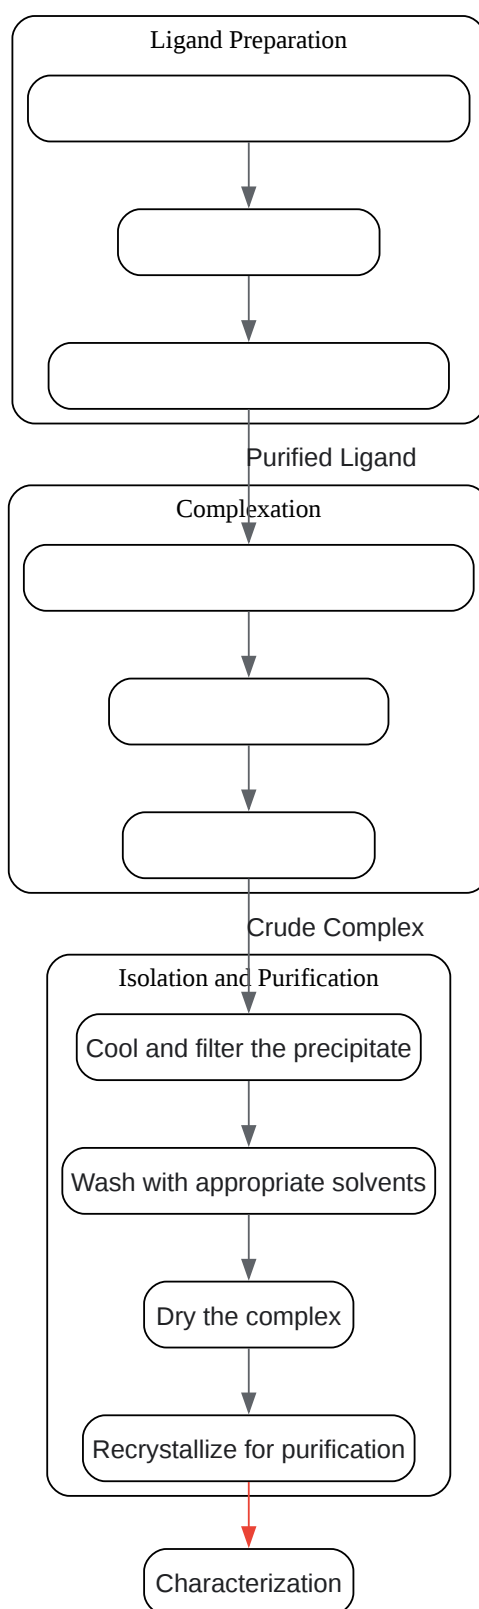 Ligand Preparation
Purified Ligand
Complexation
Crude Complex
Isolation and Purification
Cool and filter the precipitate
Wash with appropriate solvents
Dry the complex
Recrystallize for purification
Characterization